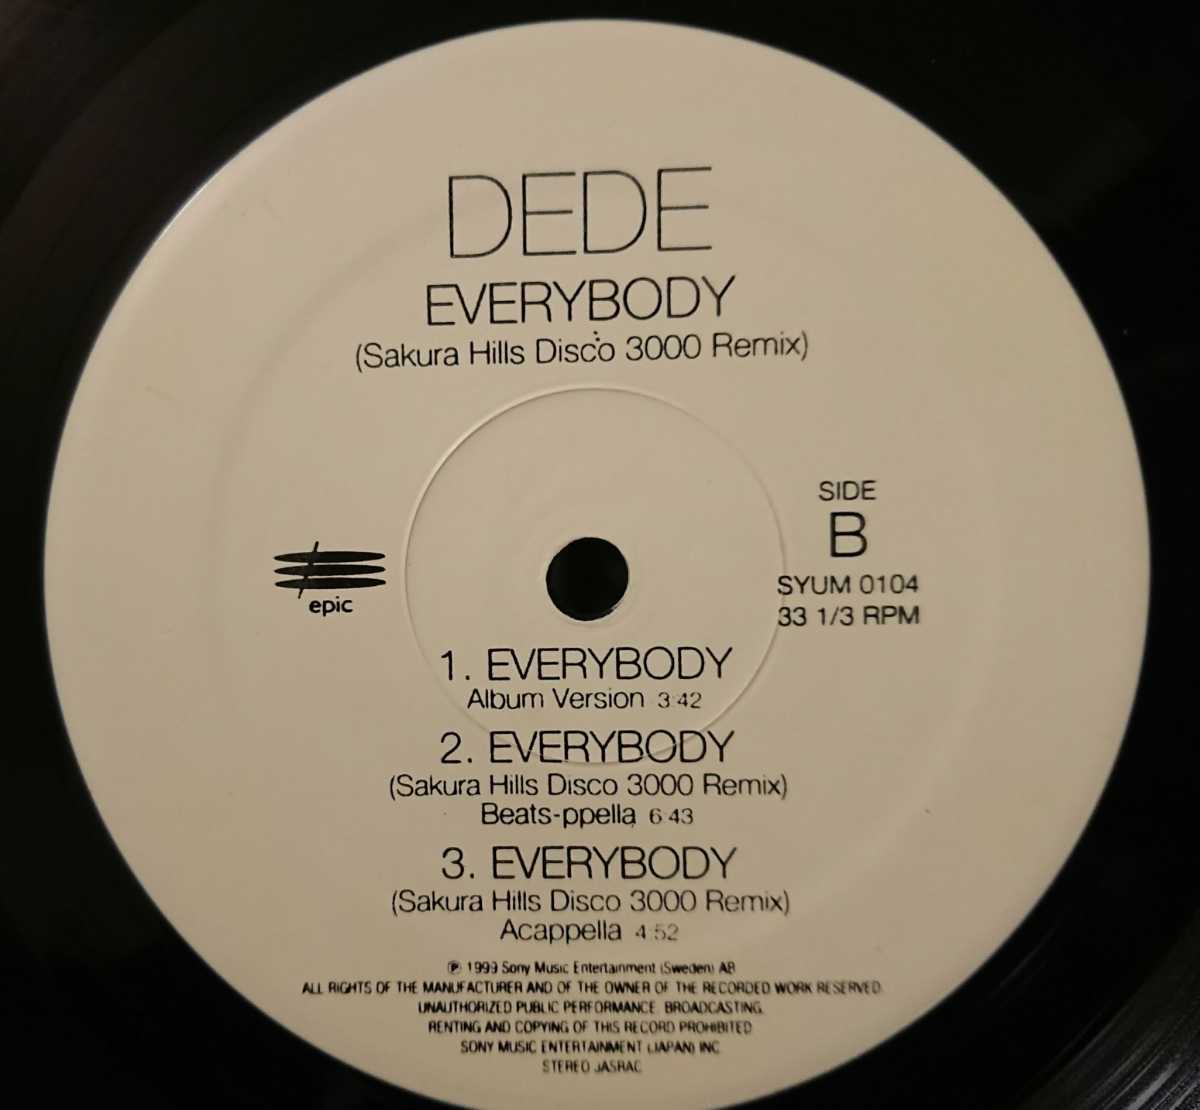 DEDE
EVERYBODY
(Sakura Hills Disco 3000 Remix)
SIDE
B
SYUM 0104
33 1/3 RPM
epic
1. EVERYBODY
Album Version 3:42
2. EVERYBODY
(Sakura Hills Disco 3000 Remix)
Beats-ppella 6:43
3. EVERYBODY
(Sakura Hills Disco 3000 Remix)
Acappella 4:52
℗ 1999 Sony Music Entertainment (Sweden) AB
ALL RIGHTS OF THE MANUFACTURER AND OF THE OWNER OF THE RECORDED WORK RESERVED.
UNAUTHORIZED PUBLIC PERFORMANCE. BROADCASTING.
RENTING AND COPYING OF THIS RECORD PROHIBITED
SONY MUSIC ENTERTAINMENT (JAPAN) INC.
STEREO JASRAC